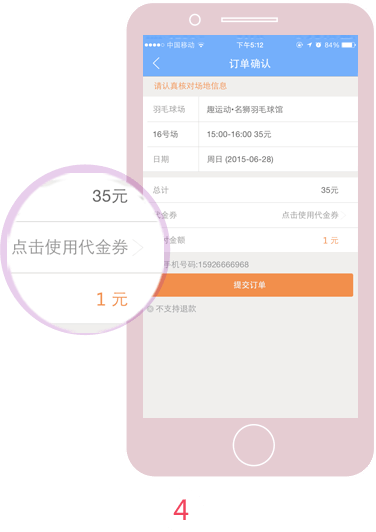 中国移动 下午5:12 84%
订单确认
请认真核对场地信息
羽毛球场 趣运动•名狮羽毛球馆
16号场 15:00-16:00 35元
日期 周日 (2015-06-28)
总计 35元
代金券 点击使用代金券
付金额 1 元
手机号码:15926666968
提交订单
不支持退款
35元
点击使用代金券
1 元
4